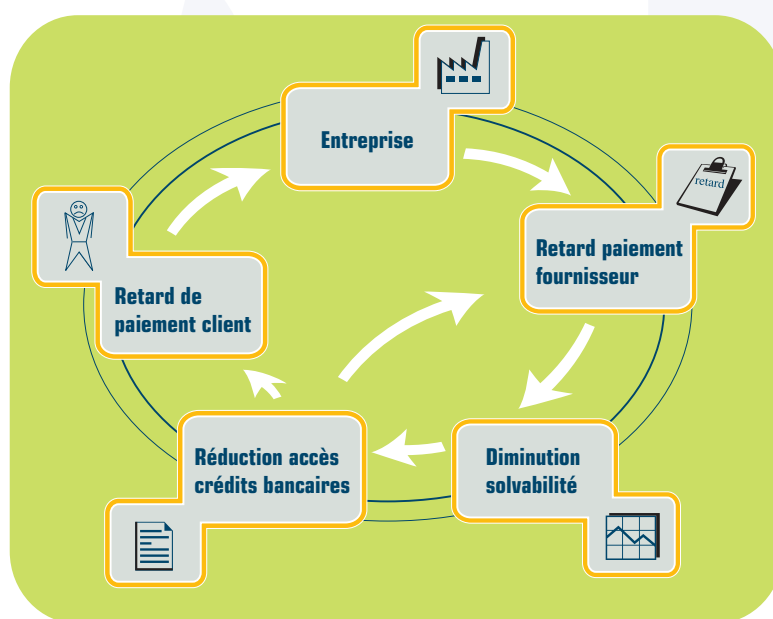 Entreprise
retard
Retard paiement
fournisseur
Retard de
paiement client
Réduction accès
crédits bancaires
Diminution
solvabilité